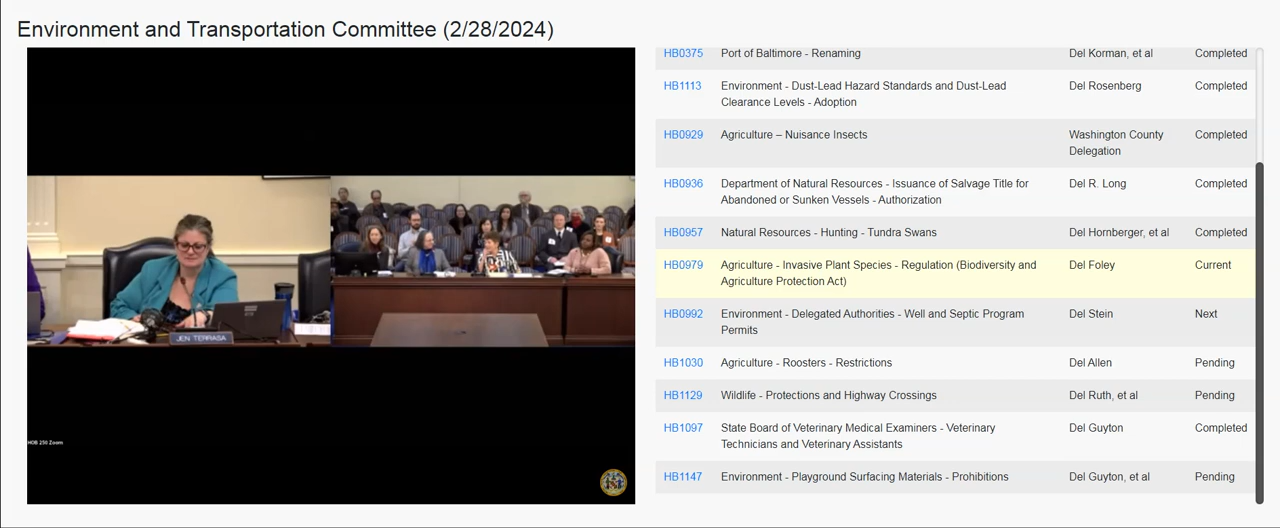 Environment and Transportation Committee (2/28/2024)
HB0375 Port of Baltimore - Renaming Del Korman, et al Completed
HB1113 Environment - Dust-Lead Hazard Standards and Dust-Lead Del Rosenberg Completed
Clearance Levels - Adoption
HB0929 Agriculture – Nuisance Insects Washington County Completed
Delegation
HB0936 Department of Natural Resources - Issuance of Salvage Title for Del R. Long Completed
Abandoned or Sunken Vessels - Authorization
HB0957 Natural Resources - Hunting - Tundra Swans Del Hornberger, et al Completed
HB0979 Agriculture - Invasive Plant Species - Regulation (Biodiversity and Del Foley Current
Agriculture Protection Act)
HB0992 Environment - Delegated Authorities - Well and Septic Program Del Stein Next
Permits
HB1030 Agriculture - Roosters - Restrictions Del Allen Pending
HB1129 Wildlife - Protections and Highway Crossings Del Ruth, et al Pending
HB1097 State Board of Veterinary Medical Examiners - Veterinary Del Guyton Completed
Technicians and Veterinary Assistants
HB1147 Environment - Playground Surfacing Materials - Prohibitions Del Guyton, et al Pending
JEN TERRASA
HOB 250 Zoom